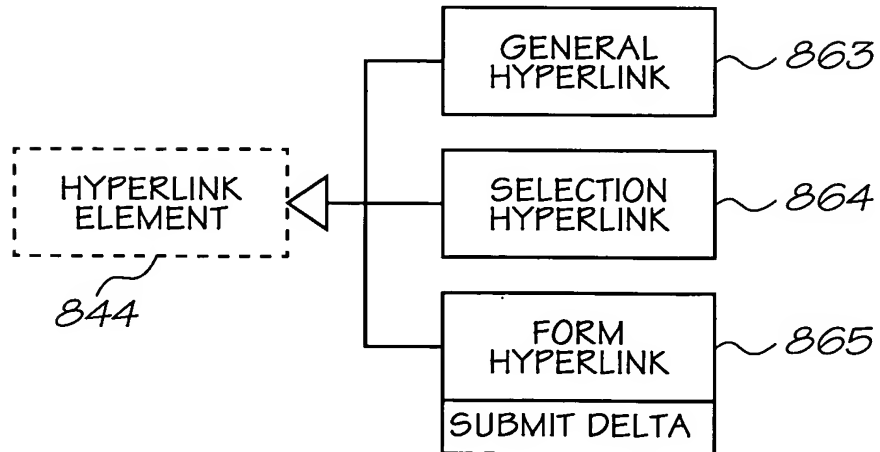 GENERAL
HYPERLINK
863
HYPERLINK
ELEMENT
844
SELECTION
HYPERLINK
864
FORM
HYPERLINK
865
SUBMIT DELTA